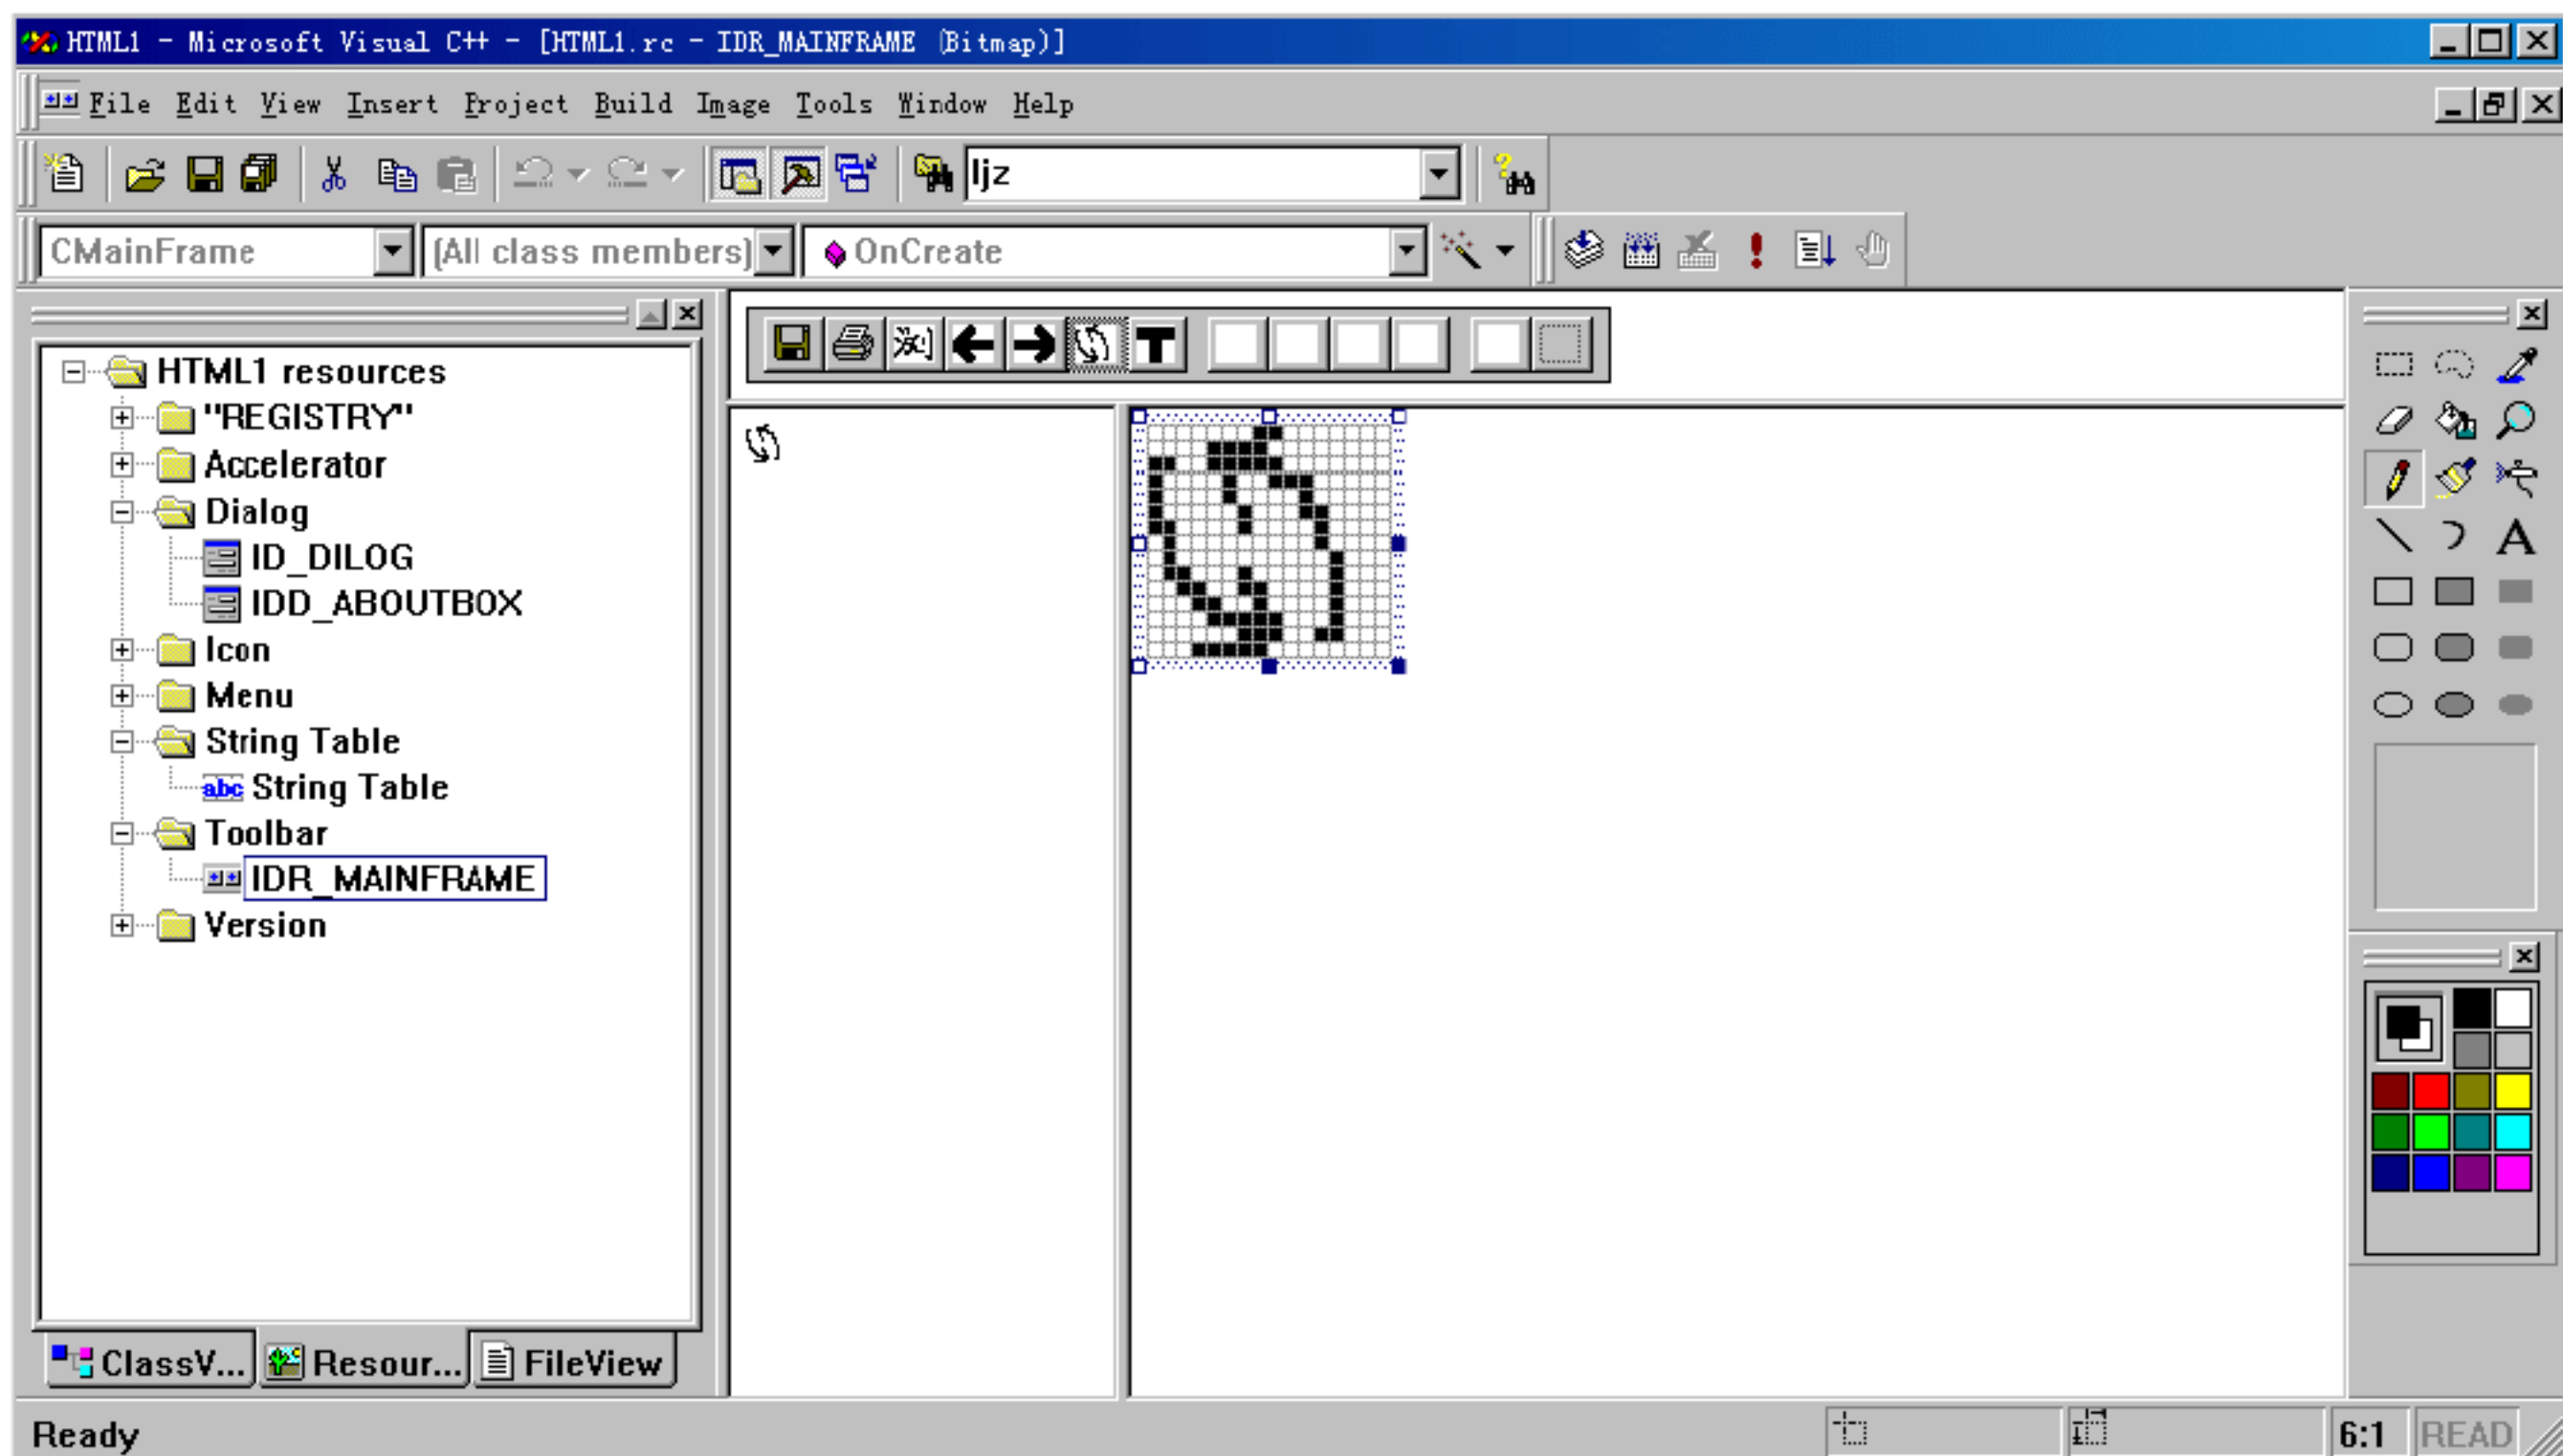 HTML1 - Microsoft Visual C++ - [HTML1.rc - IDR_MAINFRAME (Bitmap)]
File Edit View Insert Project Build Image Tools Window Help
ljz
CMainFrame (All class members) OnCreate
HTML1 resources
"REGISTRY"
Accelerator
Dialog
ID_DILOG
IDD_ABOUTBOX
Icon
Menu
String Table
abc String Table
Toolbar
IDR_MAINFRAME
Version
ClassV... Resour... FileView
Ready 6:1 READ